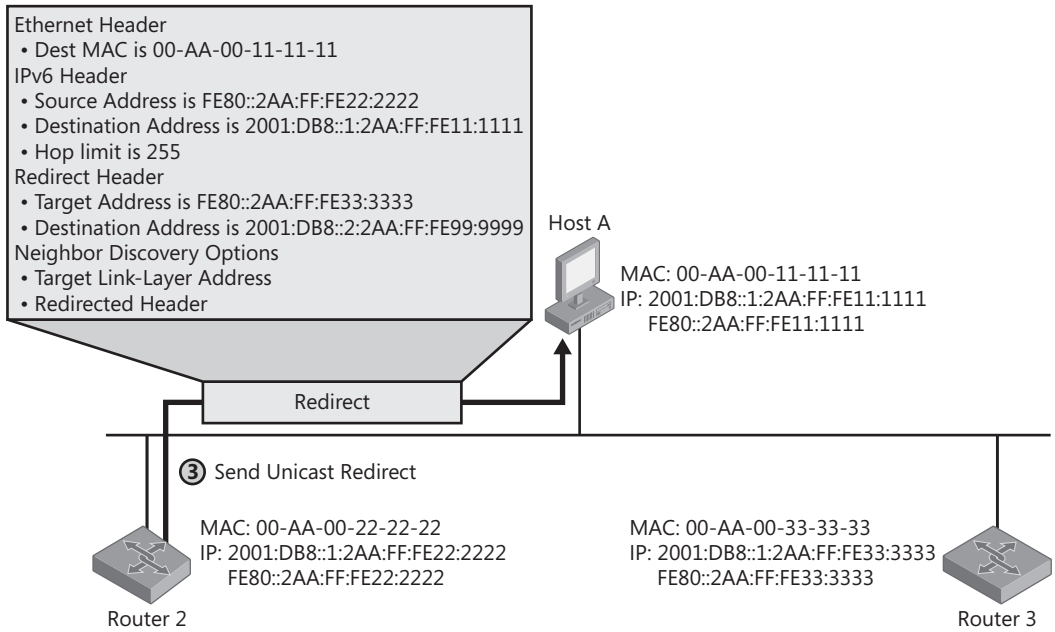 Ethernet Header
• Dest MAC is 00-AA-00-11-11-11
IPv6 Header
• Source Address is FE80::2AA:FF:FE22:2222
• Destination Address is 2001:DB8::1:2AA:FF:FE11:1111
• Hop limit is 255
Redirect Header
• Target Address is FE80::2AA:FF:FE33:3333
• Destination Address is 2001:DB8::2:2AA:FF:FE99:9999
Neighbor Discovery Options
• Target Link-Layer Address
• Redirected Header
Host A
MAC: 00-AA-00-11-11-11
IP: 2001:DB8::1:2AA:FF:FE11:1111
FE80::2AA:FF:FE11:1111
Redirect
3 Send Unicast Redirect
MAC: 00-AA-00-22-22-22
IP: 2001:DB8::1:2AA:FF:FE22:2222
FE80::2AA:FF:FE22:2222
Router 2
MAC: 00-AA-00-33-33-33
IP: 2001:DB8::1:2AA:FF:FE33:3333
FE80::2AA:FF:FE33:3333
Router 3